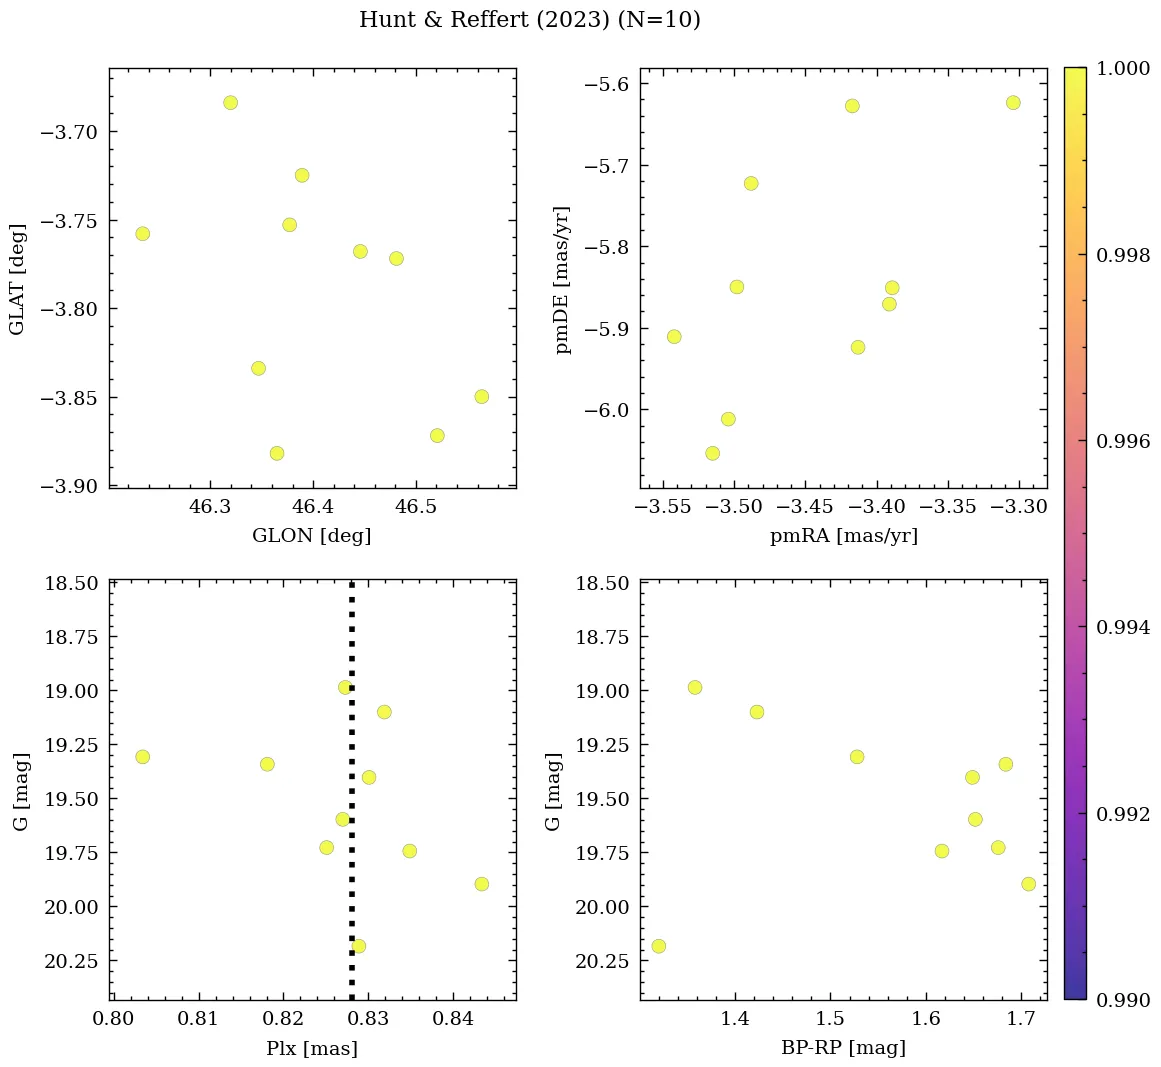 Hunt & Reffert (2023) (N=10)
−3.70
−3.75
−3.80
−3.85
−3.90
GLAT [deg]
46.3 46.4 46.5
GLON [deg]
−5.6
−5.7
−5.8
−5.9
−6.0
pmDE [mas/yr]
−3.55 −3.50 −3.45 −3.40 −3.35 −3.30
pmRA [mas/yr]
18.50
18.75
19.00
19.25
19.50
19.75
20.00
20.25
G [mag]
0.80 0.81 0.82 0.83 0.84
Plx [mas]
18.50
18.75
19.00
19.25
19.50
19.75
20.00
20.25
G [mag]
1.4 1.5 1.6 1.7
BP-RP [mag]
1.000
0.998
0.996
0.994
0.992
0.990